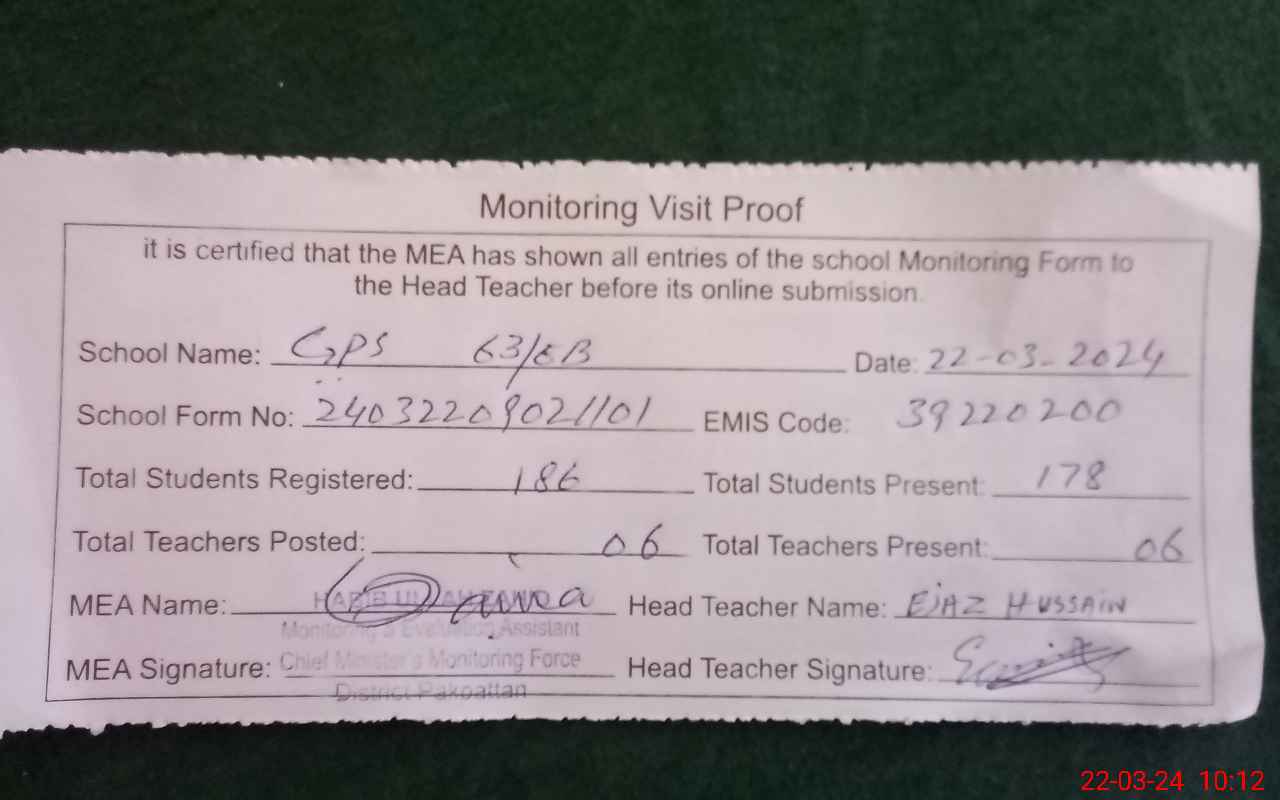 Monitoring Visit Proof
it is certified that the MEA has shown all entries of the school Monitoring Form to
the Head Teacher before its online submission.
School Name: GPS 63/EB Date: 22-03-2024
School Form No: 24032209021101 EMIS Code: 39220200
Total Students Registered: 186 Total Students Present: 178
Total Teachers Posted: 06 Total Teachers Present: 06
MEA Name: HABIB ULLAH Head Teacher Name: EJAZ HUSSAIN
Monitoring & Evaluation Assistant
MEA Signature: Chief Minister's Monitoring Force Head Teacher Signature:
District Pakpattan
22-03-24 10:12